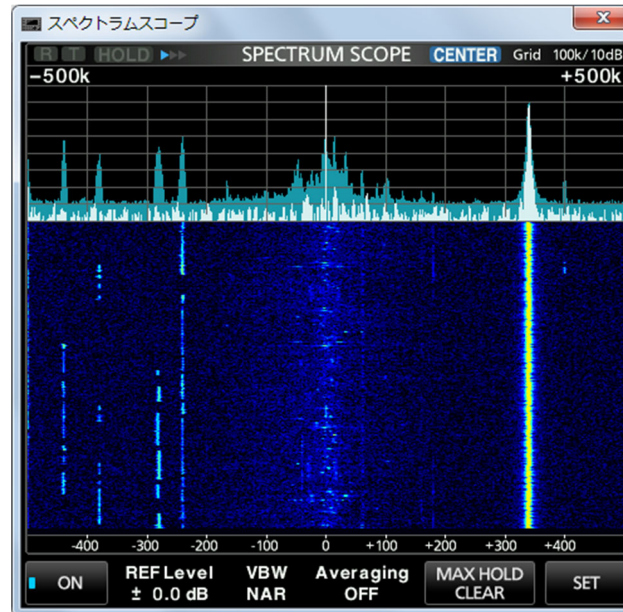 スペクトラムスコープ
R T HOLD SPECTRUM SCOPE CENTER Grid 100k/10dB
−500k +500k
-400 -300 -200 -100 0 +100 +200 +300 +400
ON REF Level ± 0.0 dB VBW NAR Averaging OFF MAX HOLD CLEAR SET